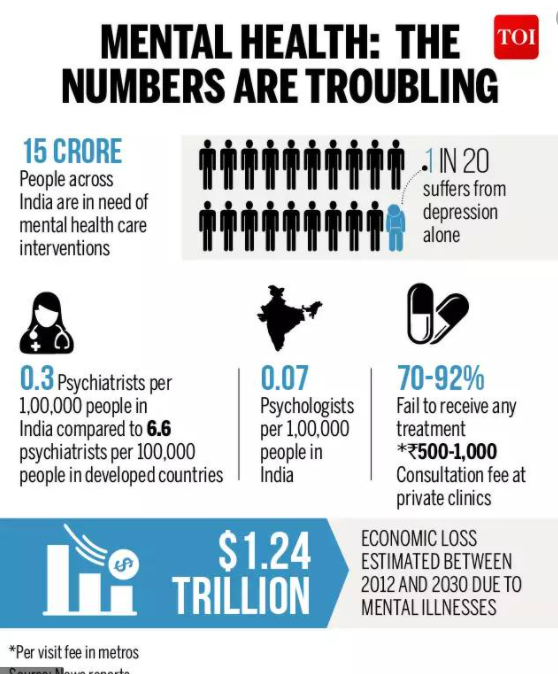 MENTAL HEALTH: THE
NUMBERS ARE TROUBLING
TOI
15 CRORE
People across
India are in need of
mental health care
interventions
1 IN 20
suffers from
depression
alone
0.3 Psychiatrists per
1,00,000 people in
India compared to 6.6
psychiatrists per 100,000
people in developed countries
0.07
Psychologists
per 1,00,000
people in
India
70-92%
Fail to receive any
treatment
*₹500-1,000
Consultation fee at
private clinics
$
$1.24
TRILLION
ECONOMIC LOSS
ESTIMATED BETWEEN
2012 AND 2030 DUE TO
MENTAL ILLNESSES
*Per visit fee in metros
Source: News reports